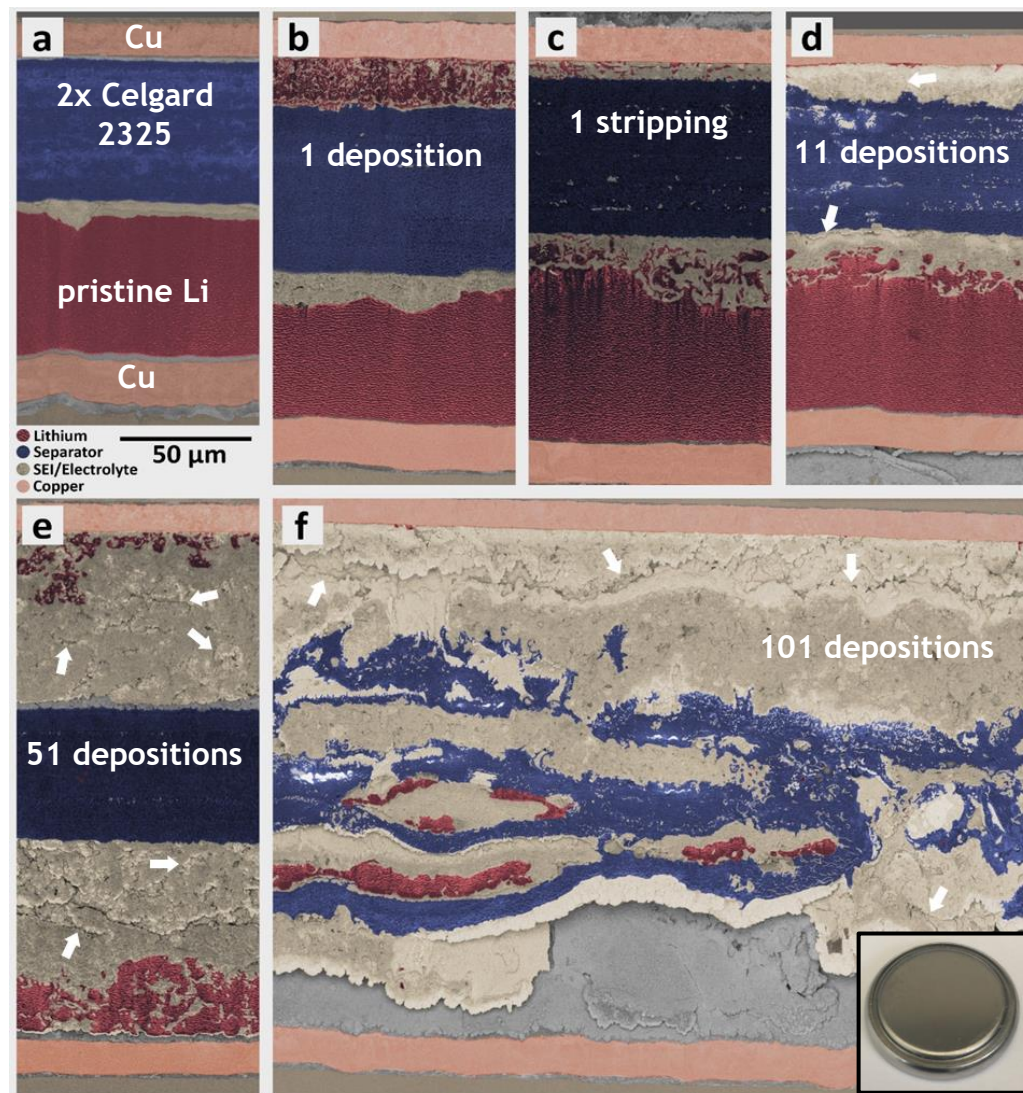 a
Cu
2x Celgard
2325
pristine Li
Cu
Lithium
Separator
SEI/Electrolyte
Copper
50 µm
b
1 deposition
c
1 stripping
d
11 depositions
e
51 depositions
f
101 depositions